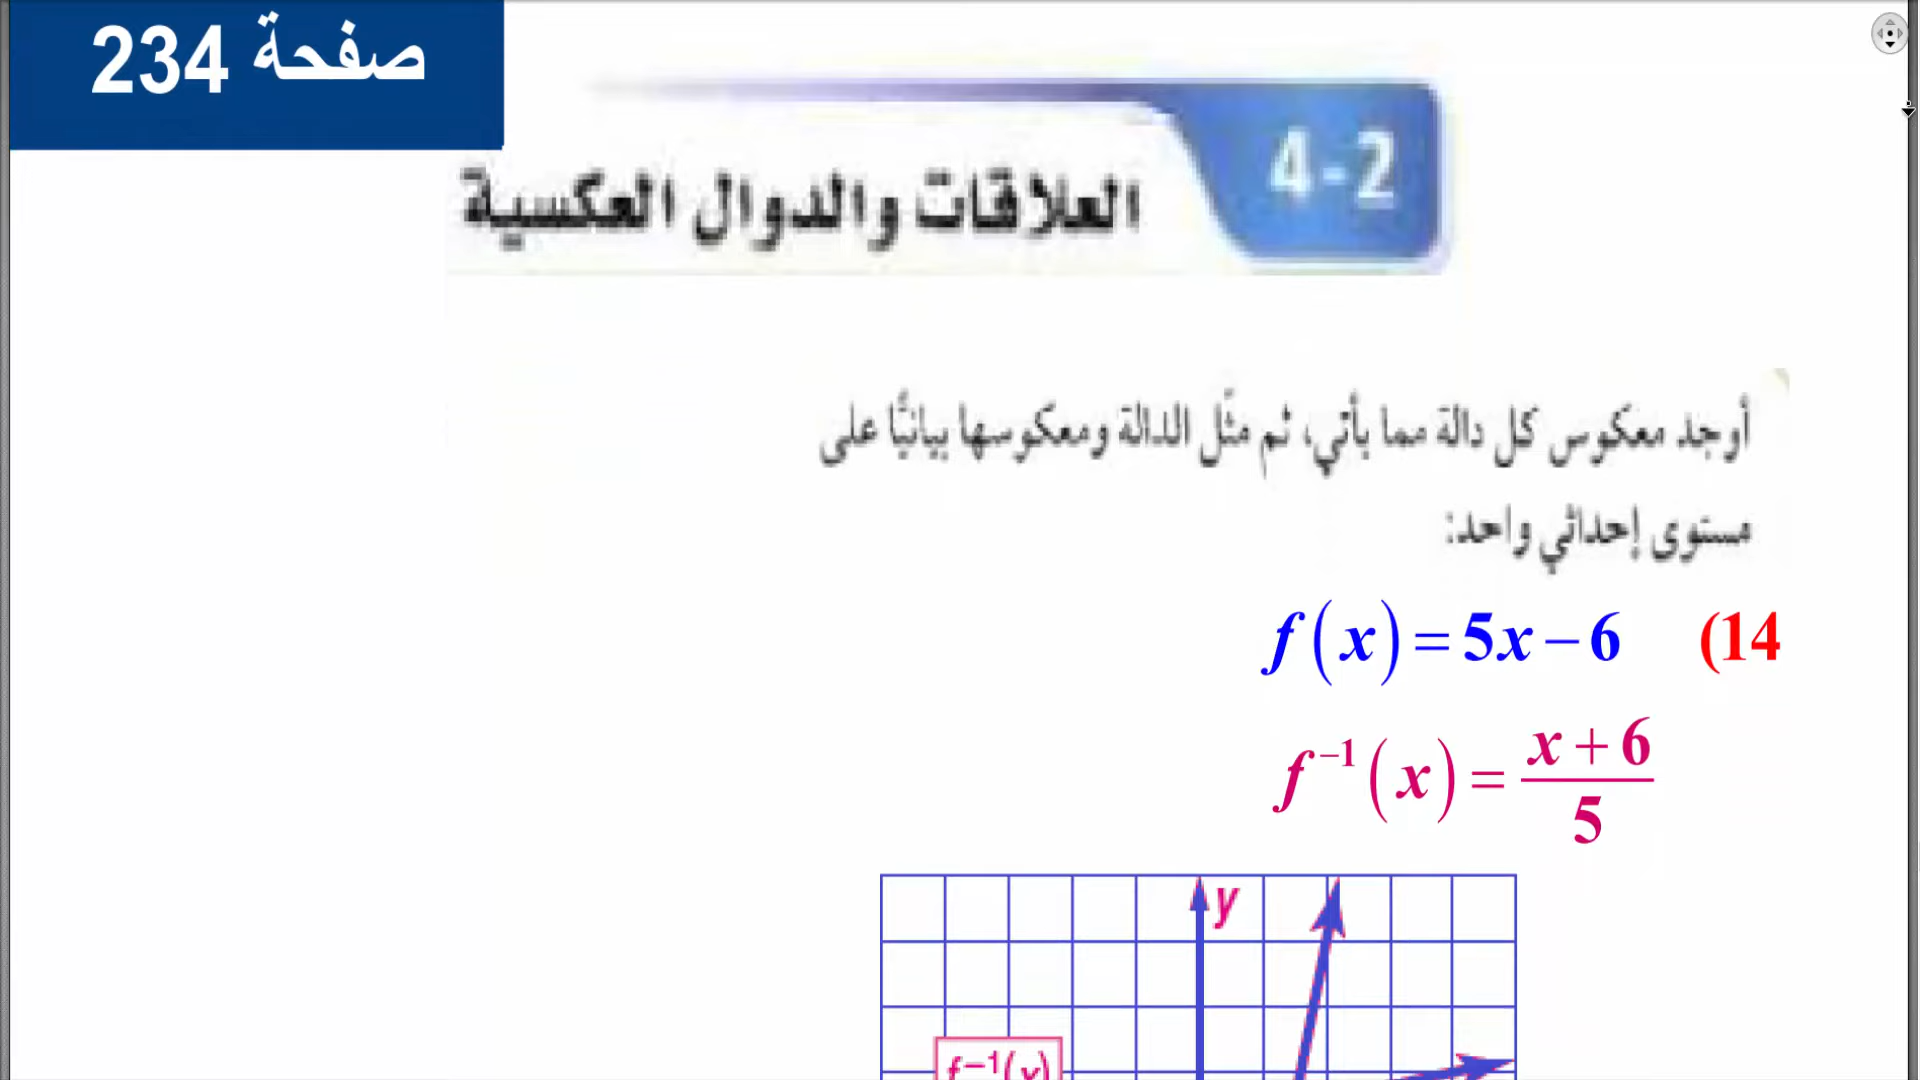 صفحة 234
4-2
العلاقات والدوال العكسية
أوجد معكوس كل دالة مما يأتي، ثم مثّل الدالة ومعكوسها بيانيًّا على
مستوى إحداثي واحد:
14) f(x) = 5x − 6
f⁻¹(x) = (x + 6)/5
y
f⁻¹(x)